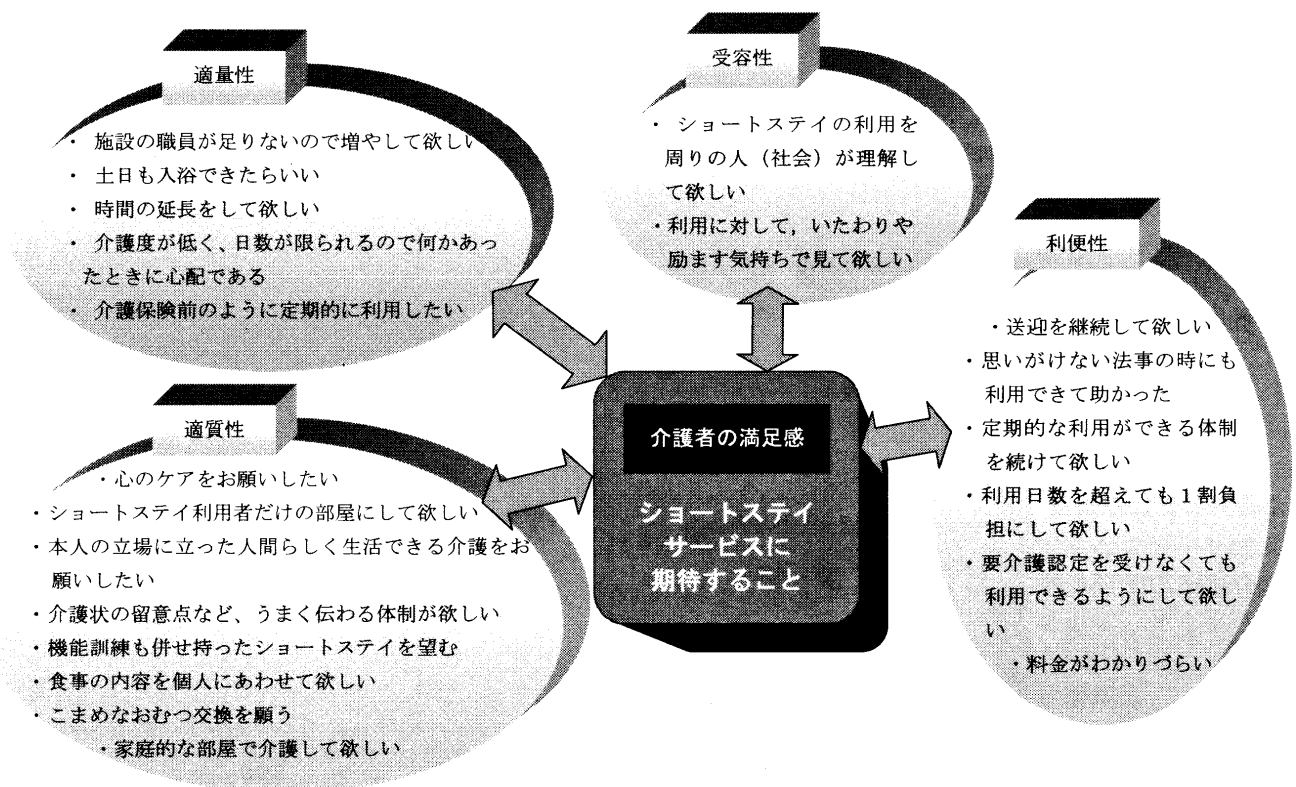 適量性
・ 施設の職員が足りないので増やして欲しい
・ 土日も入浴できたらいい
・ 時間の延長をして欲しい
・ 介護度が低く、日数が限られるので何かあっ
たときに心配である
・ 介護保険前のように定期的に利用したい
受容性
・ ショートステイの利用を
周りの人（社会）が理解し
て欲しい
・利用に対して，いたわりや
励ます気持ちで見て欲しい
利便性
・送迎を継続して欲しい
・思いがけない法事の時にも
利用できて助かった
・定期的な利用ができる体制
を続けて欲しい
・利用日数を超えても１割負
担にして欲しい
・要介護認定を受けなくても
利用できるようにして欲し
い
・料金がわかりづらい
適質性
・心のケアをお願いしたい
・ショートステイ利用者だけの部屋にして欲しい
・本人の立場に立った人間らしく生活できる介護をお
願いしたい
・介護状の留意点など、うまく伝わる体制が欲しい
・機能訓練も併せ持ったショートステイを望む
・食事の内容を個人にあわせて欲しい
・こまめなおむつ交換を願う
・家庭的な部屋で介護して欲しい
介護者の満足感
ショートステイ
サービスに
期待すること